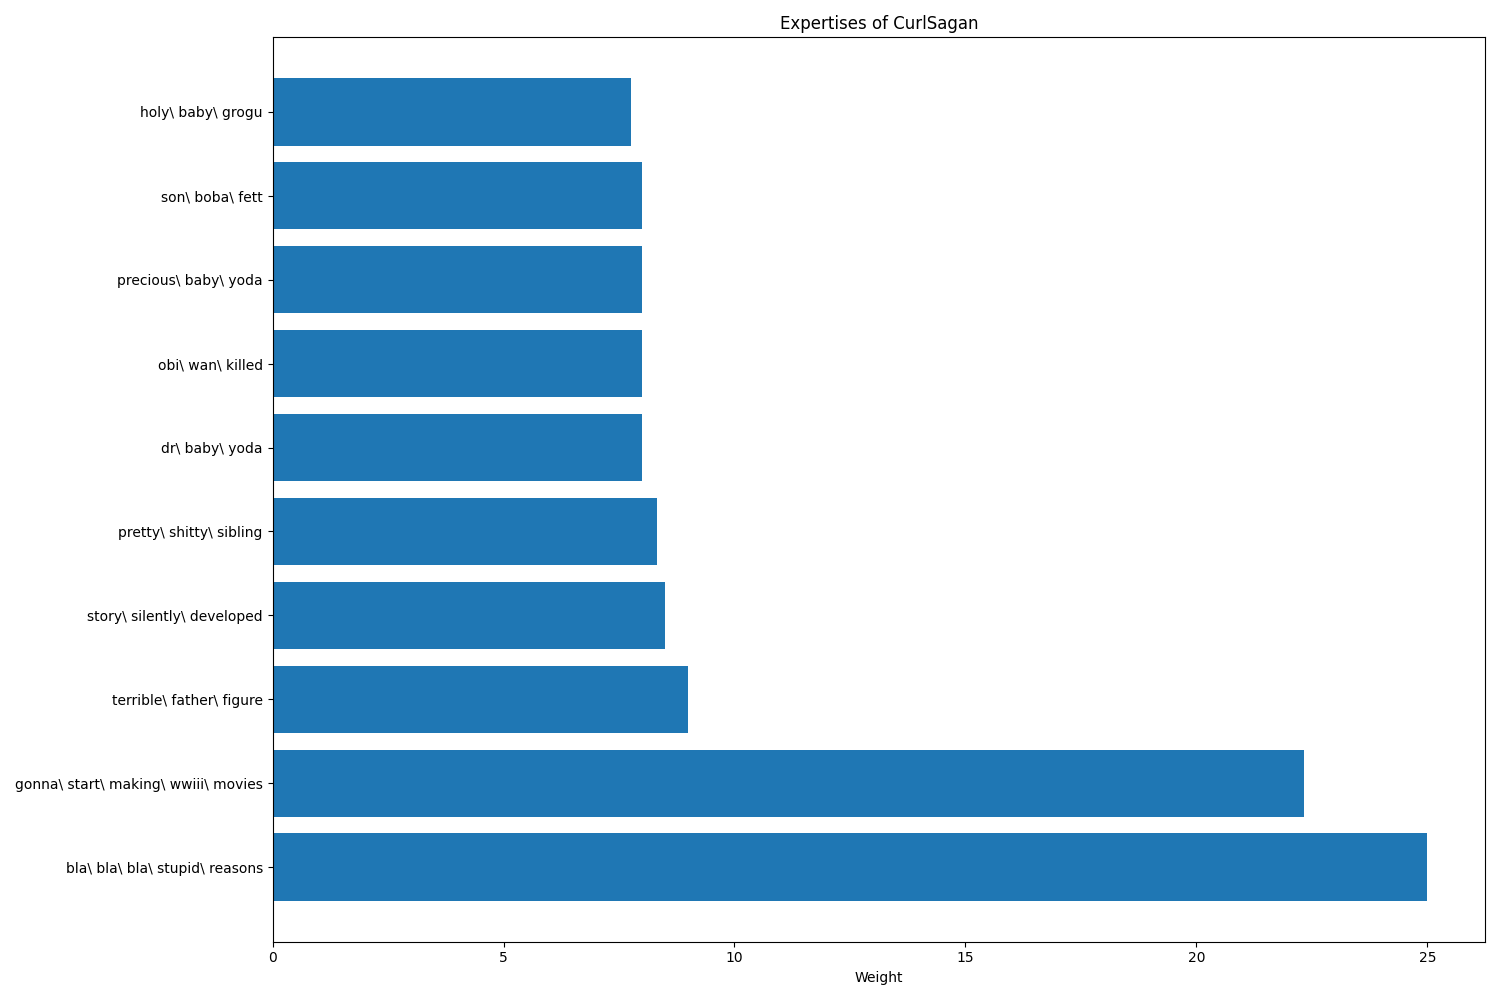 Expertises of CurlSagan
holy\ baby\ grogu
son\ boba\ fett
precious\ baby\ yoda
obi\ wan\ killed
dr\ baby\ yoda
pretty\ shitty\ sibling
story\ silently\ developed
terrible\ father\ figure
gonna\ start\ making\ wwiii\ movies
bla\ bla\ bla\ stupid\ reasons
0 5 10 15 20 25
Weight